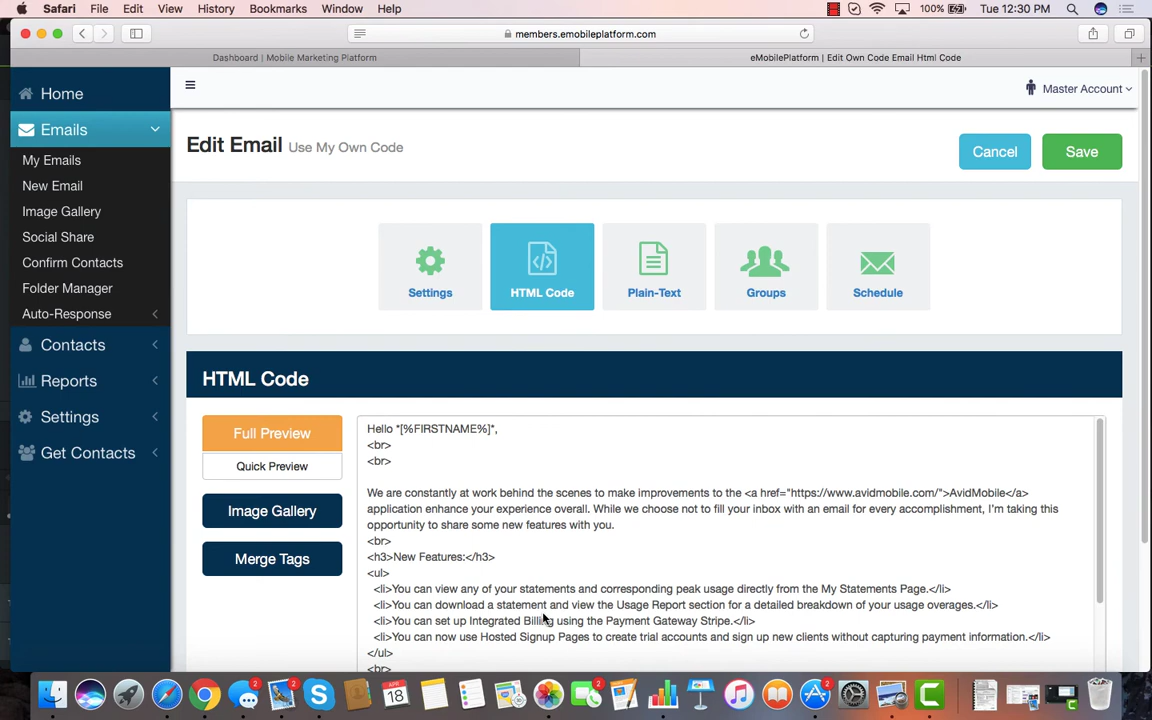 Safari File Edit View History Bookmarks Window Help 100% Tue 12:30 PM
members.emobileplatform.com
Dashboard | Mobile Marketing Platform eMobilePlatform | Edit Own Code Email Html Code
Home
Master Account
Emails
Edit Email Use My Own Code
Cancel
Save
My Emails
New Email
Image Gallery
Social Share
Confirm Contacts
Folder Manager
Auto-Response
Contacts
Reports
Settings
Get Contacts
Settings
HTML Code
Plain-Text
Groups
Schedule
HTML Code
Full Preview
Quick Preview
Image Gallery
Merge Tags
Hello *[%FIRSTNAME%]*,
<br>
<br>
We are constantly at work behind the scenes to make improvements to the <a href="https://www.avidmobile.com/">AvidMobile</a>
application enhance your experience overall. While we choose not to fill your inbox with an email for every accomplishment, I'm taking this
opportunity to share some new features with you.
<br>
<h3>New Features:</h3>
<ul>
<li>You can view any of your statements and corresponding peak usage directly from the My Statements Page.</li>
<li>You can download a statement and view the Usage Report section for a detailed breakdown of your usage overages.</li>
<li>You can set up Integrated Billing using the Payment Gateway Stripe.</li>
<li>You can now use Hosted Signup Pages to create trial accounts and sign up new clients without capturing payment information.</li>
</ul>
<br>
2
2
2
2
APR
18